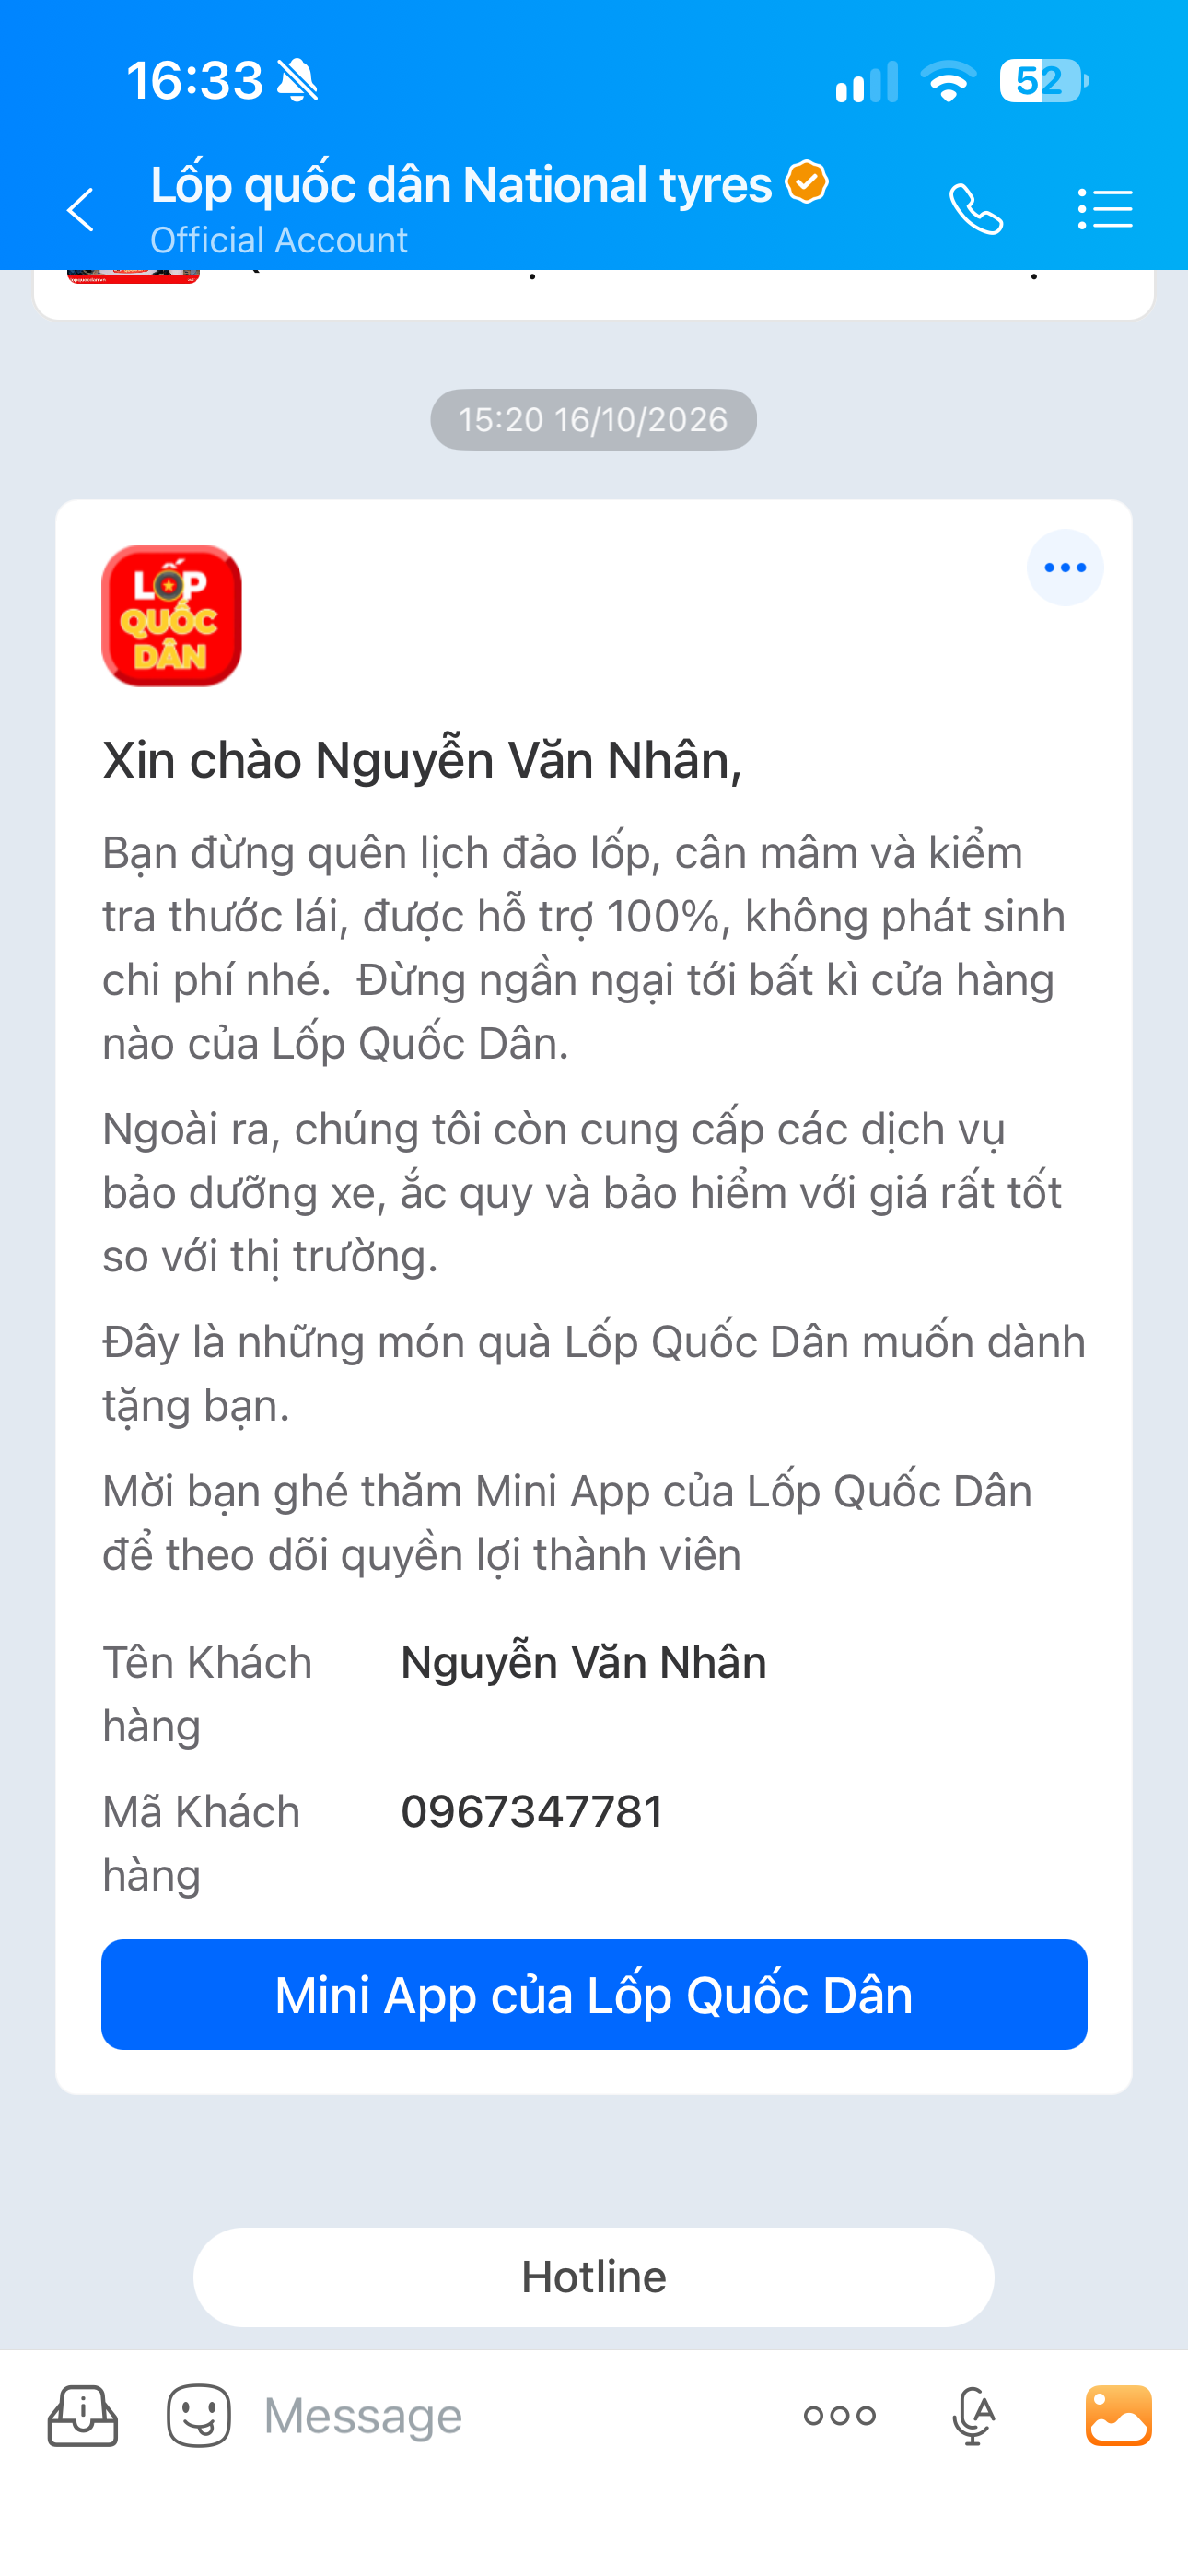 16:33
52
Lốp quốc dân National tyres
Official Account
15:20 16/10/2026
LỐP
QUỐC
DÂN
Xin chào Nguyễn Văn Nhân,
Bạn đừng quên lịch đảo lốp, cân mâm và kiểm
tra thước lái, được hỗ trợ 100%, không phát sinh
chi phí nhé.  Đừng ngần ngại tới bất kì cửa hàng
nào của Lốp Quốc Dân.
Ngoài ra, chúng tôi còn cung cấp các dịch vụ
bảo dưỡng xe, ắc quy và bảo hiểm với giá rất tốt
so với thị trường.
Đây là những món quà Lốp Quốc Dân muốn dành
tặng bạn.
Mời bạn ghé thăm Mini App của Lốp Quốc Dân
để theo dõi quyền lợi thành viên
Tên Khách Nguyễn Văn Nhân
hàng
Mã Khách 0967347781
hàng
Mini App của Lốp Quốc Dân
Hotline
Message